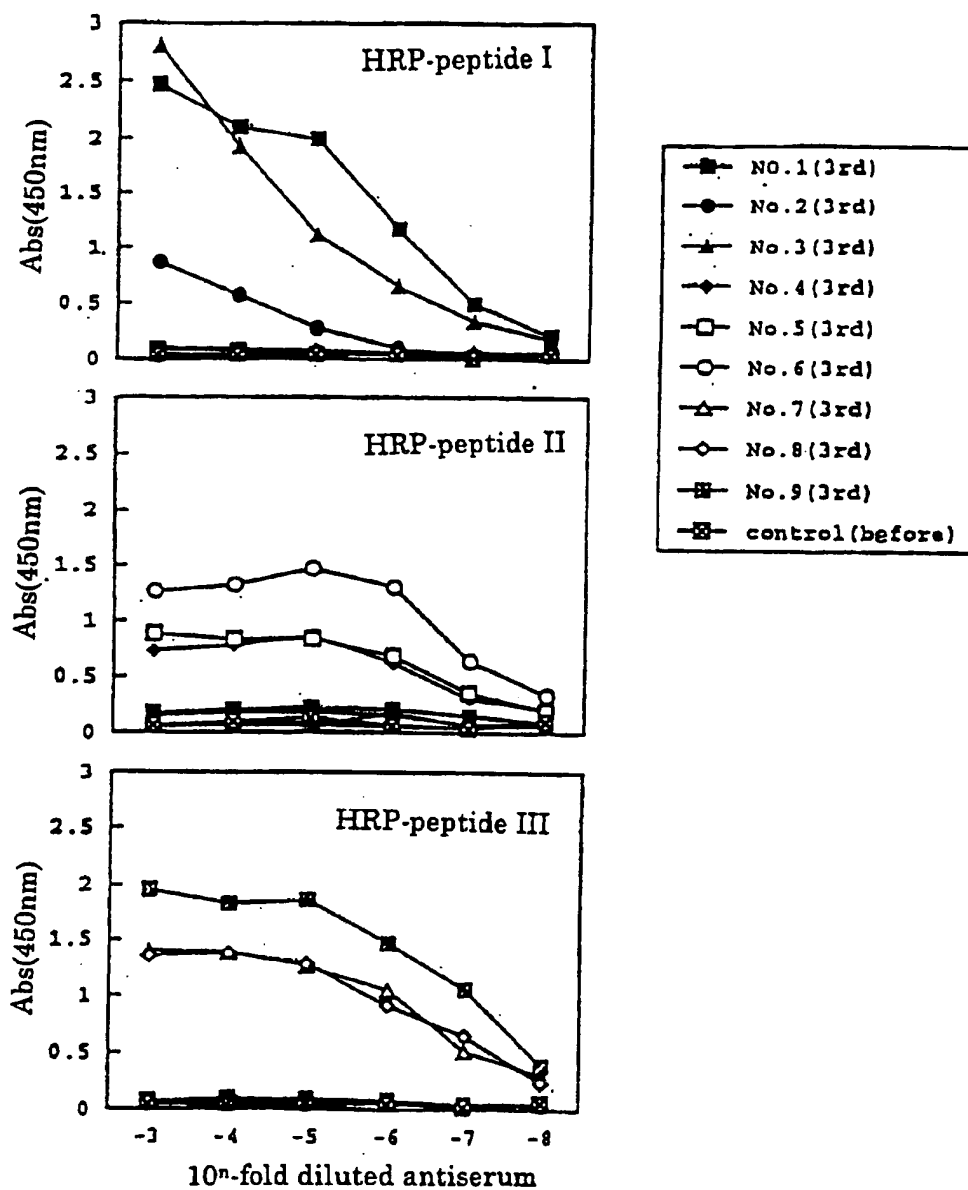 3
HRP-peptide I
2.5
2
1.5
1
0.5
0
Abs(450nm)
3
HRP-peptide II
2.5
2
1.5
1
0.5
0
Abs(450nm)
3
HRP-peptide III
2.5
2
1.5
1
0.5
0
Abs(450nm)
-3 -4 -5 -6 -7 -8
10ⁿ-fold diluted antiserum
NO.1(3rd)
No.2(3rd)
No.3(3rd)
No.4(3rd)
No.5(3rd)
No.6(3rd)
No.7(3rd)
No.8(3rd)
No.9(3rd)
control(before)